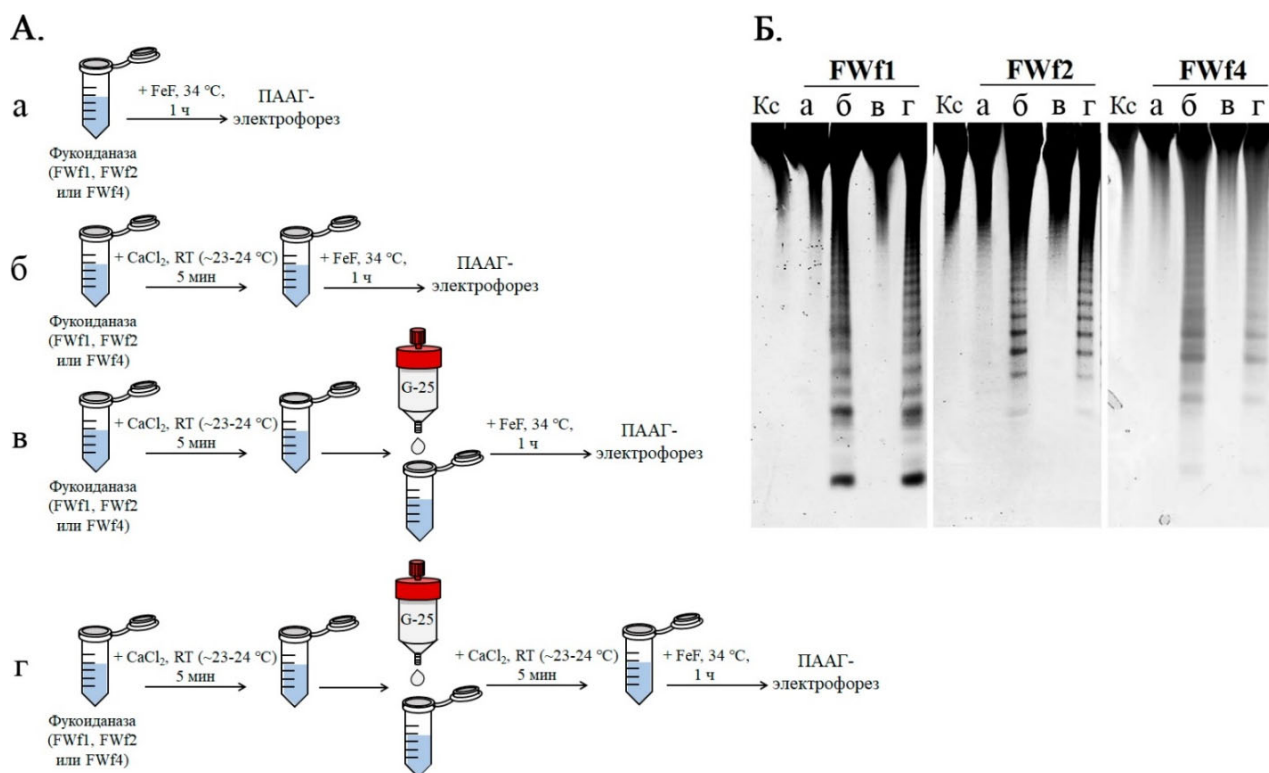 А.
а
+ FeF, 34 °C,
1 ч
ПААГ-
электрофорез
Фукоиданаза
(FWf1, FWf2
или FWf4)
б
+ CaCl₂, RT (~23-24 °C)
5 мин
+ FeF, 34 °C,
1 ч
ПААГ-
электрофорез
Фукоиданаза
(FWf1, FWf2
или FWf4)
в
+ CaCl₂, RT (~23-24 °C)
5 мин
G-25
+ FeF, 34 °C,
1 ч
ПААГ-
электрофорез
Фукоиданаза
(FWf1, FWf2
или FWf4)
г
+ CaCl₂, RT (~23-24 °C)
5 мин
G-25
+ CaCl₂, RT (~23-24 °C)
5 мин
+ FeF, 34 °C,
1 ч
ПААГ-
электрофорез
Фукоиданаза
(FWf1, FWf2
или FWf4)
Б.
FWf1 FWf2 FWf4
Кс а б в г Кс а б в г Кс а б в г